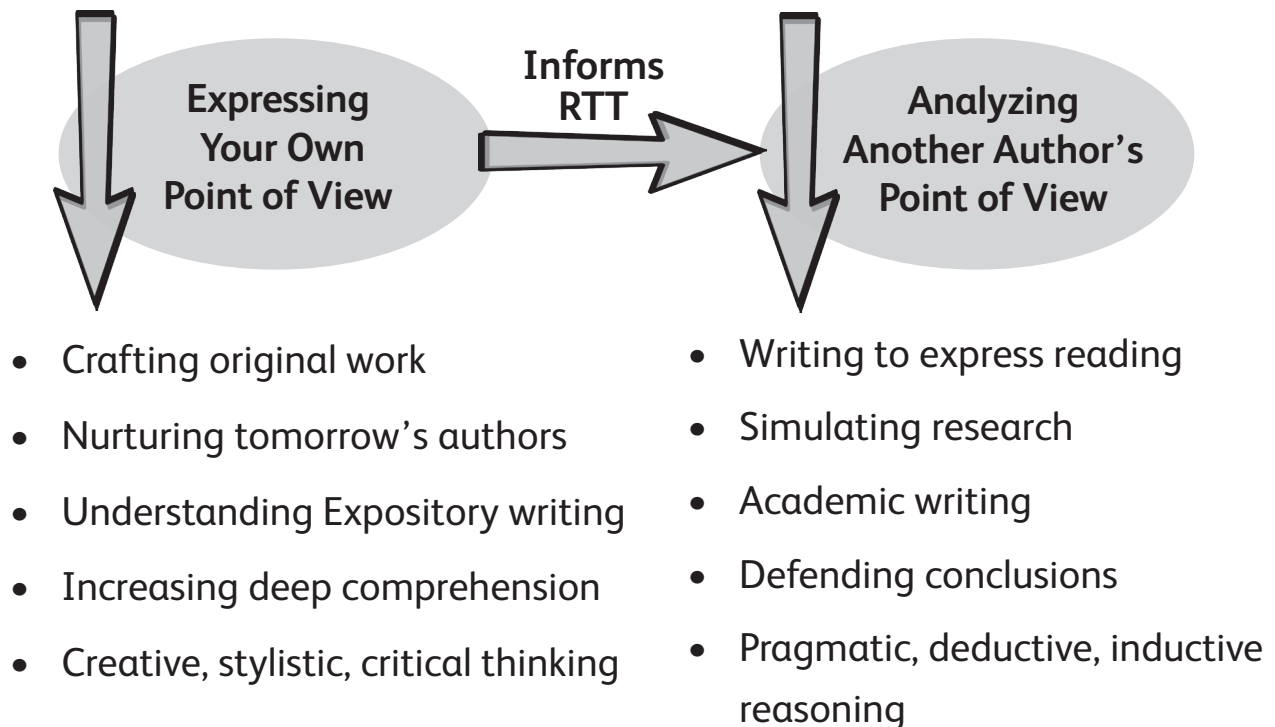 Expressing
Your Own
Point of View
Informs
RTT
Analyzing
Another Author's
Point of View
• Crafting original work
• Nurturing tomorrow's authors
• Understanding Expository writing
• Increasing deep comprehension
• Creative, stylistic, critical thinking
• Writing to express reading
• Simulating research
• Academic writing
• Defending conclusions
• Pragmatic, deductive, inductive
reasoning